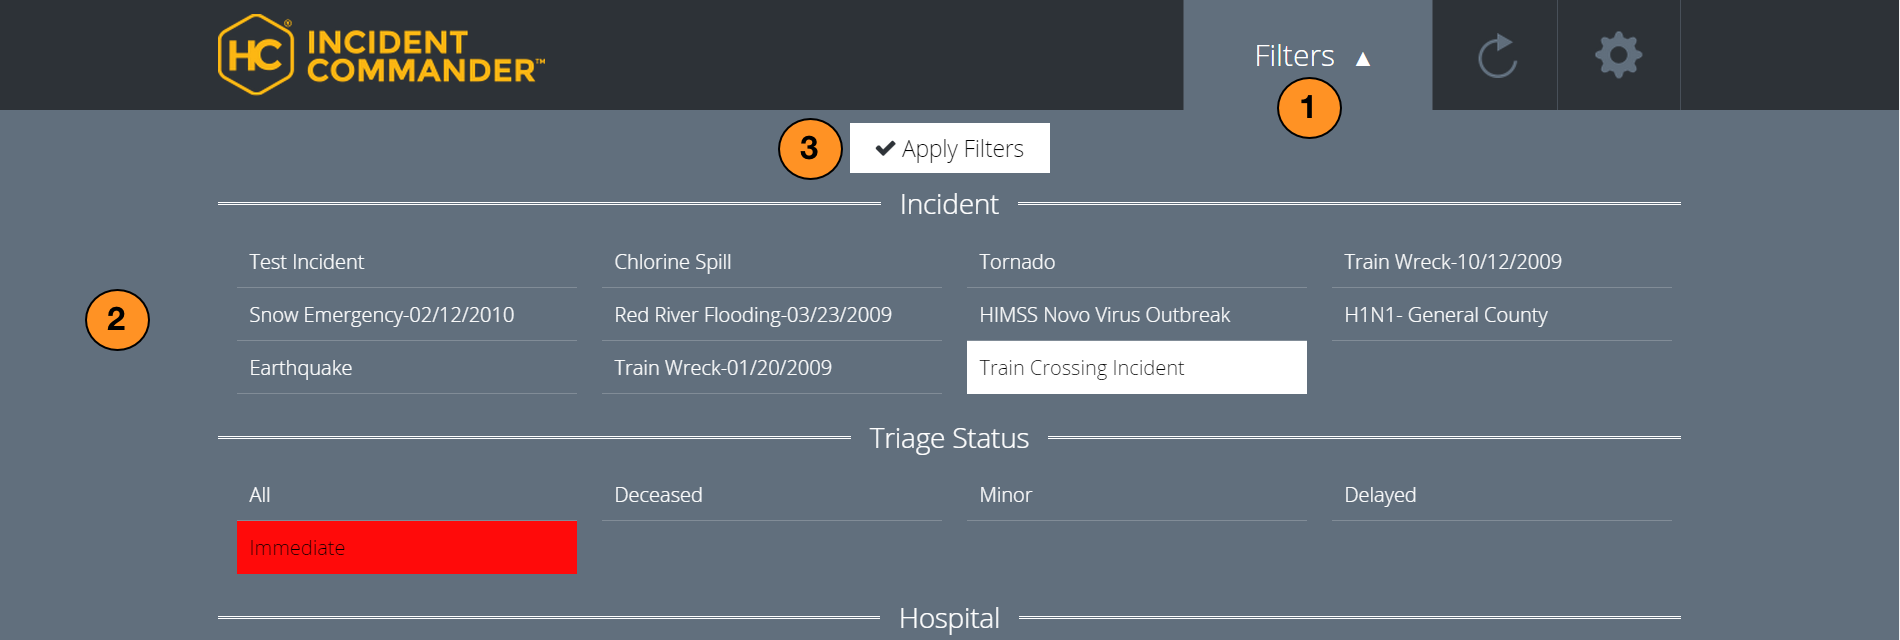 HC® INCIDENT
COMMANDER™
Filters ▲
1
3 ✔ Apply Filters
Incident
Test Incident Chlorine Spill Tornado Train Wreck-10/12/2009
2 Snow Emergency-02/12/2010 Red River Flooding-03/23/2009 HIMSS Novo Virus Outbreak H1N1- General County
Earthquake Train Wreck-01/20/2009 Train Crossing Incident
Triage Status
All Deceased Minor Delayed
Immediate
Hospital